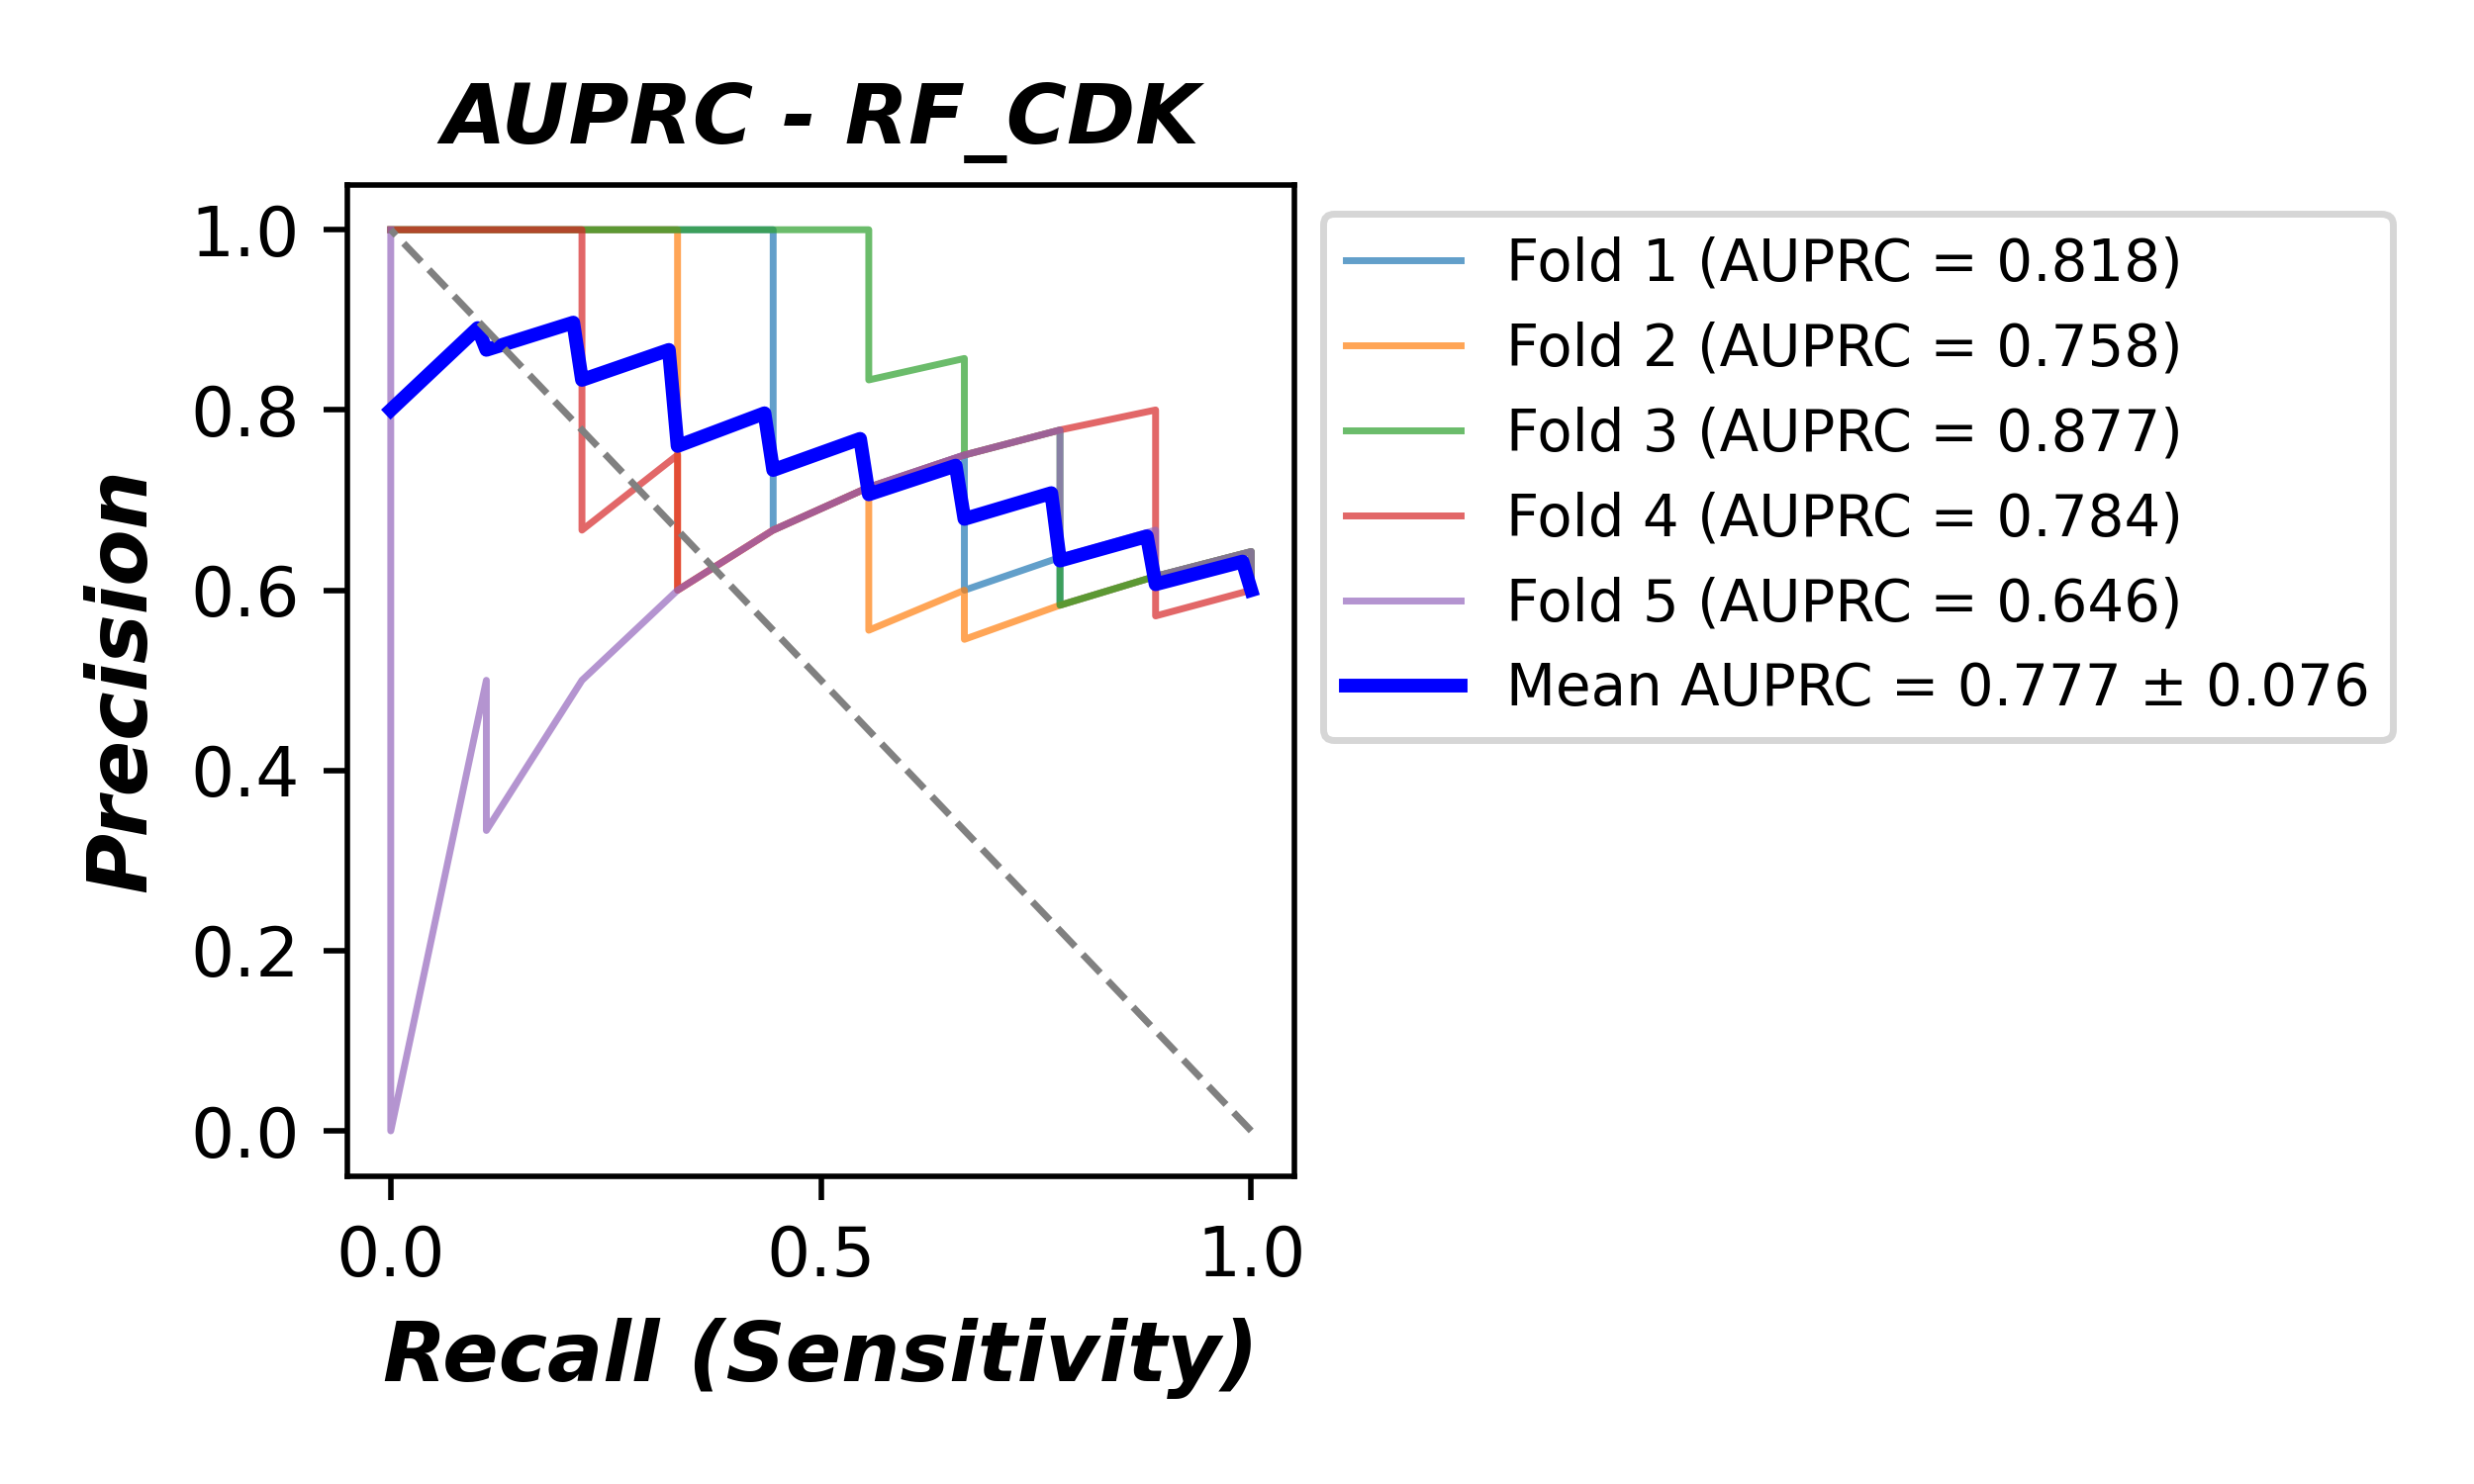 AUPRC - RF_CDK
Precision
1.0
0.8
0.6
0.4
0.2
0.0
0.0 0.5 1.0
Recall (Sensitivity)
Fold 1 (AUPRC = 0.818)
Fold 2 (AUPRC = 0.758)
Fold 3 (AUPRC = 0.877)
Fold 4 (AUPRC = 0.784)
Fold 5 (AUPRC = 0.646)
Mean AUPRC = 0.777 ± 0.076